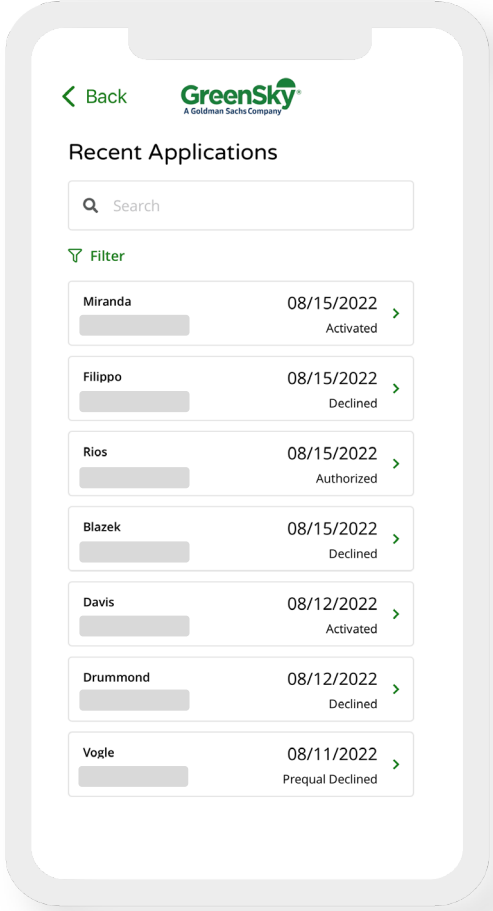 Back
GreenSky®
A Goldman Sachs Company
Recent Applications
Search
Filter
Miranda
08/15/2022
Activated
Filippo
08/15/2022
Declined
Rios
08/15/2022
Authorized
Blazek
08/15/2022
Declined
Davis
08/12/2022
Activated
Drummond
08/12/2022
Declined
Vogle
08/11/2022
Prequal Declined